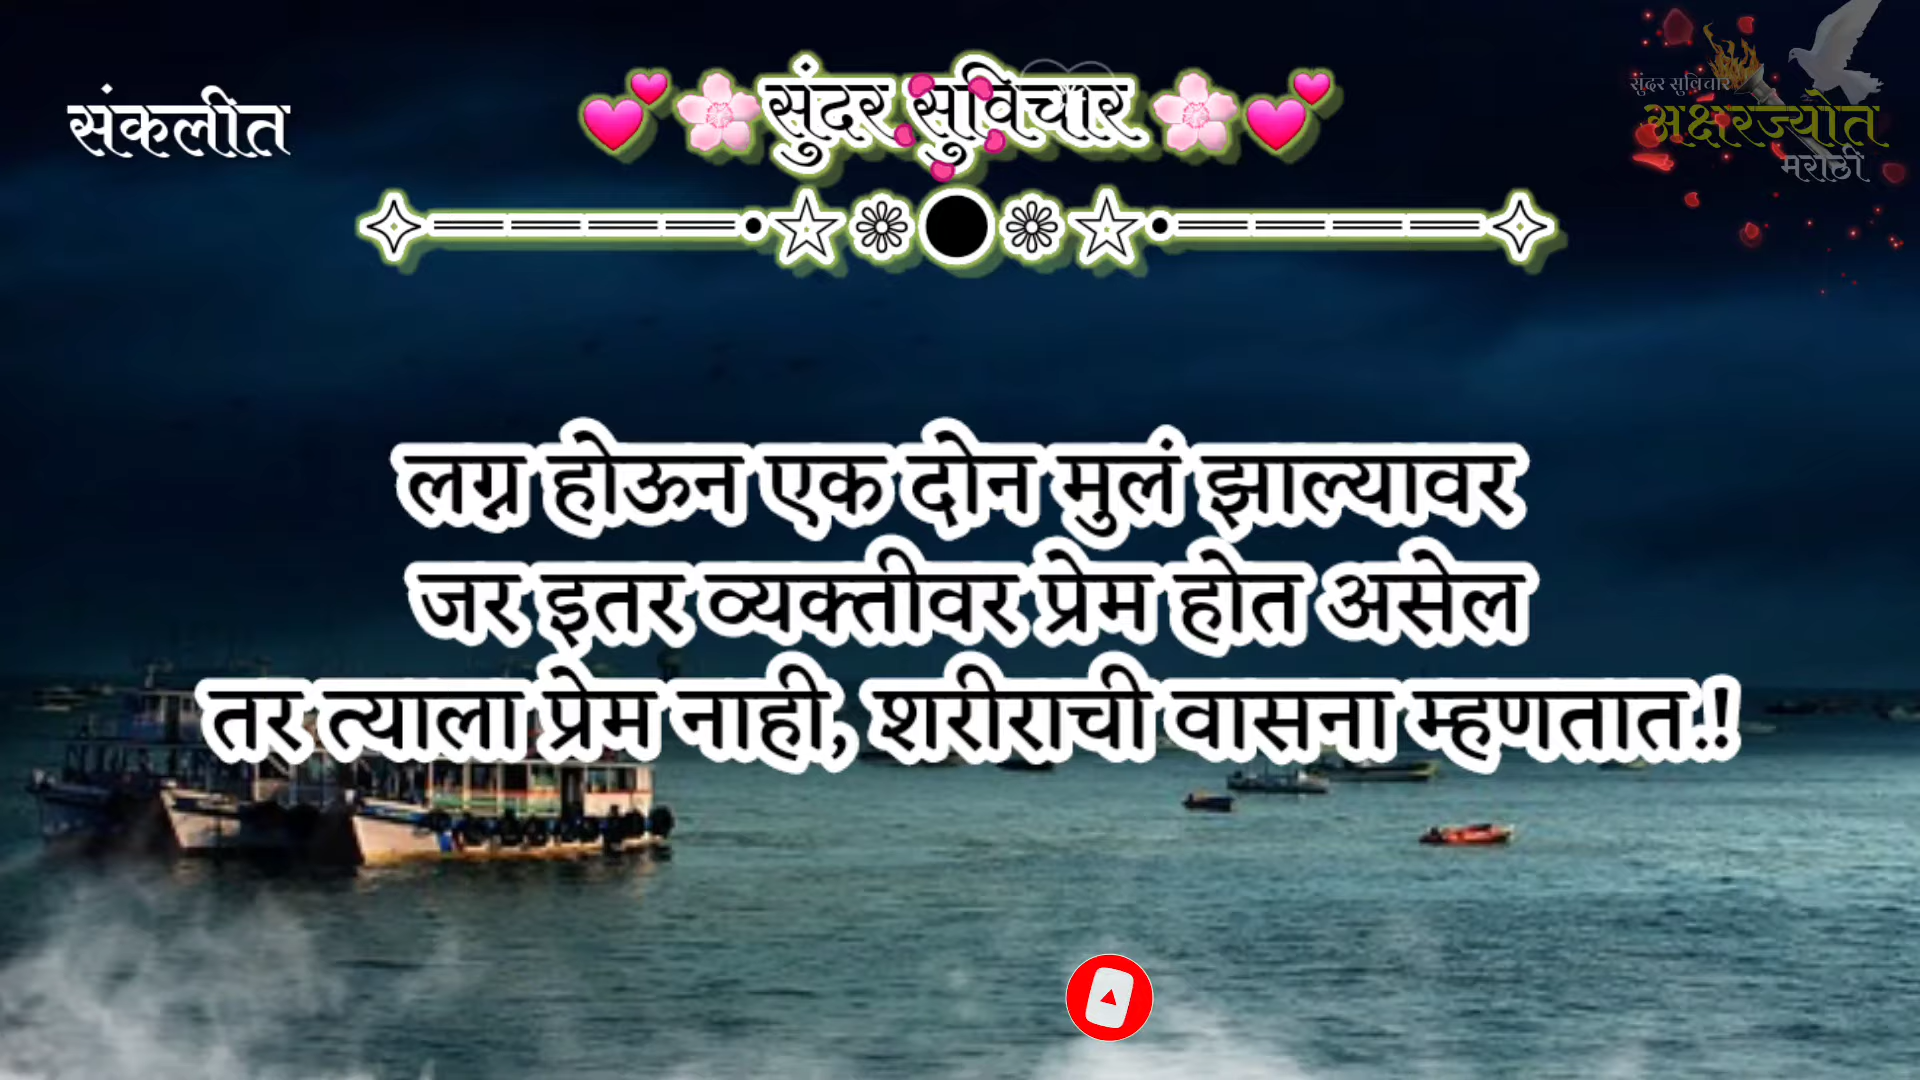 संकलीत
💕🌸सुंदर सुविचार🌸💕
✧═════•☆❁●❁☆•═════✧
सुंदर सुविचार
अक्षरज्योत
मराठी
लग्न होऊन एक दोन मुलं झाल्यावर
जर इतर व्यक्तीवर प्रेम होत असेल
तर त्याला प्रेम नाही, शरीराची वासना म्हणतात.!